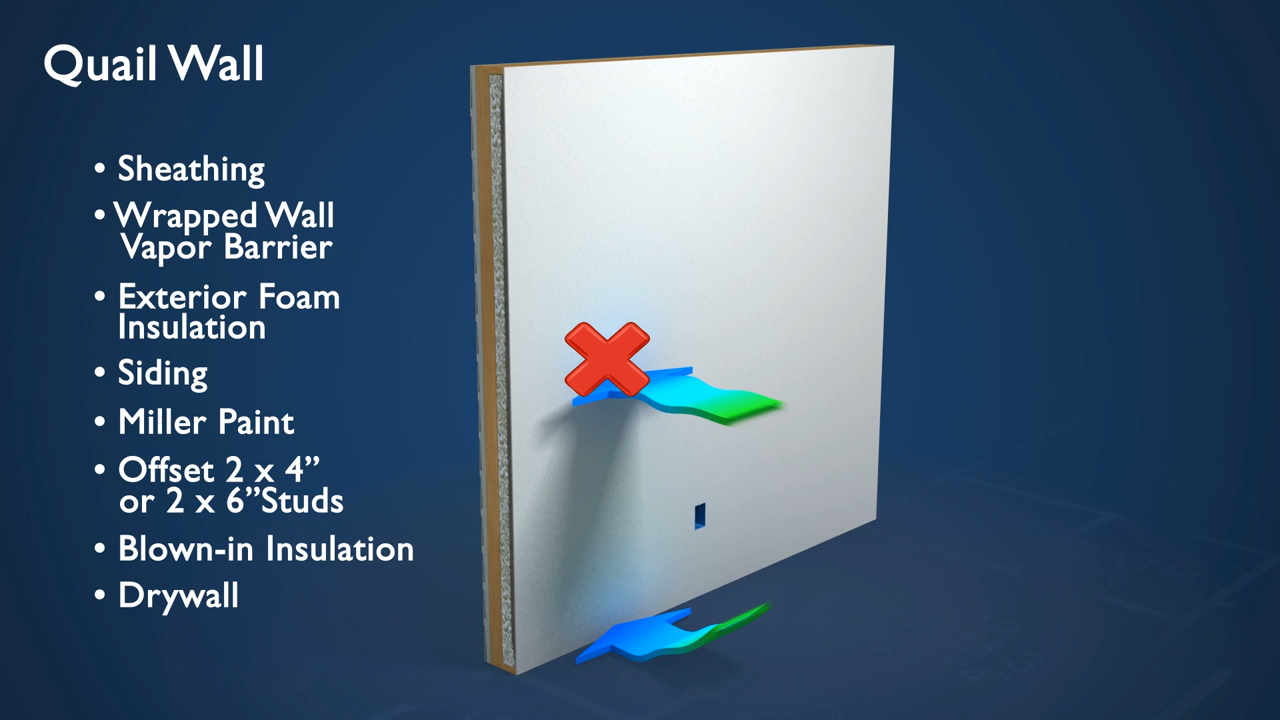 Quail Wall
• Sheathing
• Wrapped Wall
Vapor Barrier
• Exterior Foam
Insulation
• Siding
• Miller Paint
• Offset 2 x 4”
or 2 x 6”Studs
• Blown-in Insulation
• Drywall